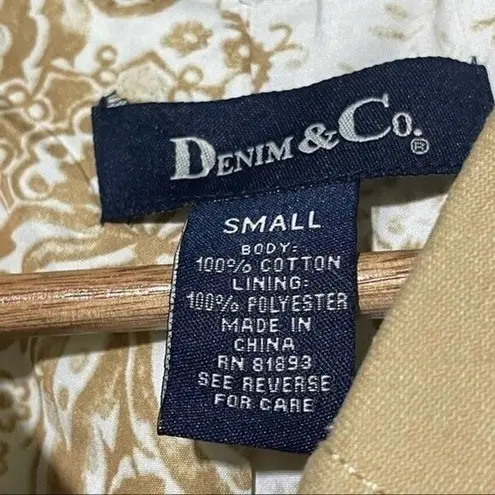 DENIM & CO.®
SMALL
BODY:
100% COTTON
LINING:
100% POLYESTER
MADE IN
CHINA
RN 81893
SEE REVERSE
FOR CARE